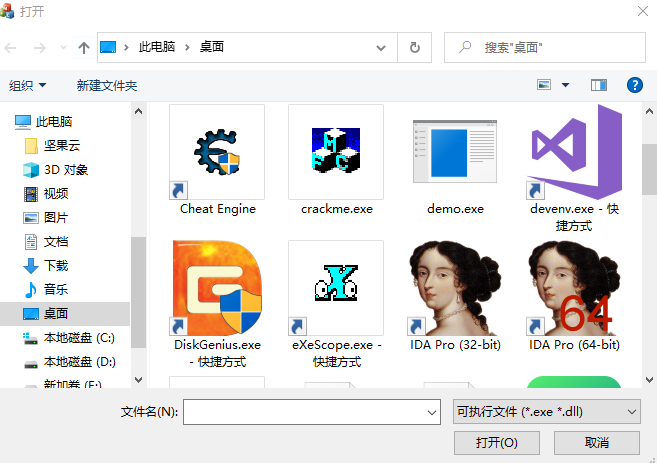 打开
此电脑
桌面
搜索"桌面"
组织
新建文件夹
此电脑
坚果云
3D 对象
视频
图片
文档
下载
音乐
桌面
本地磁盘 (C:)
本地磁盘 (D:)
新加卷 (E:)
Cheat Engine
M
F C
crackme.exe
demo.exe
devenv.exe - 快
捷方式
DiskGenius.exe
- 快捷方式
eXeScope.exe -
快捷方式
IDA Pro (32-bit)
64
IDA Pro (64-bit)
文件名(N):
可执行文件 (*.exe *.dll)
打开(O)
取消